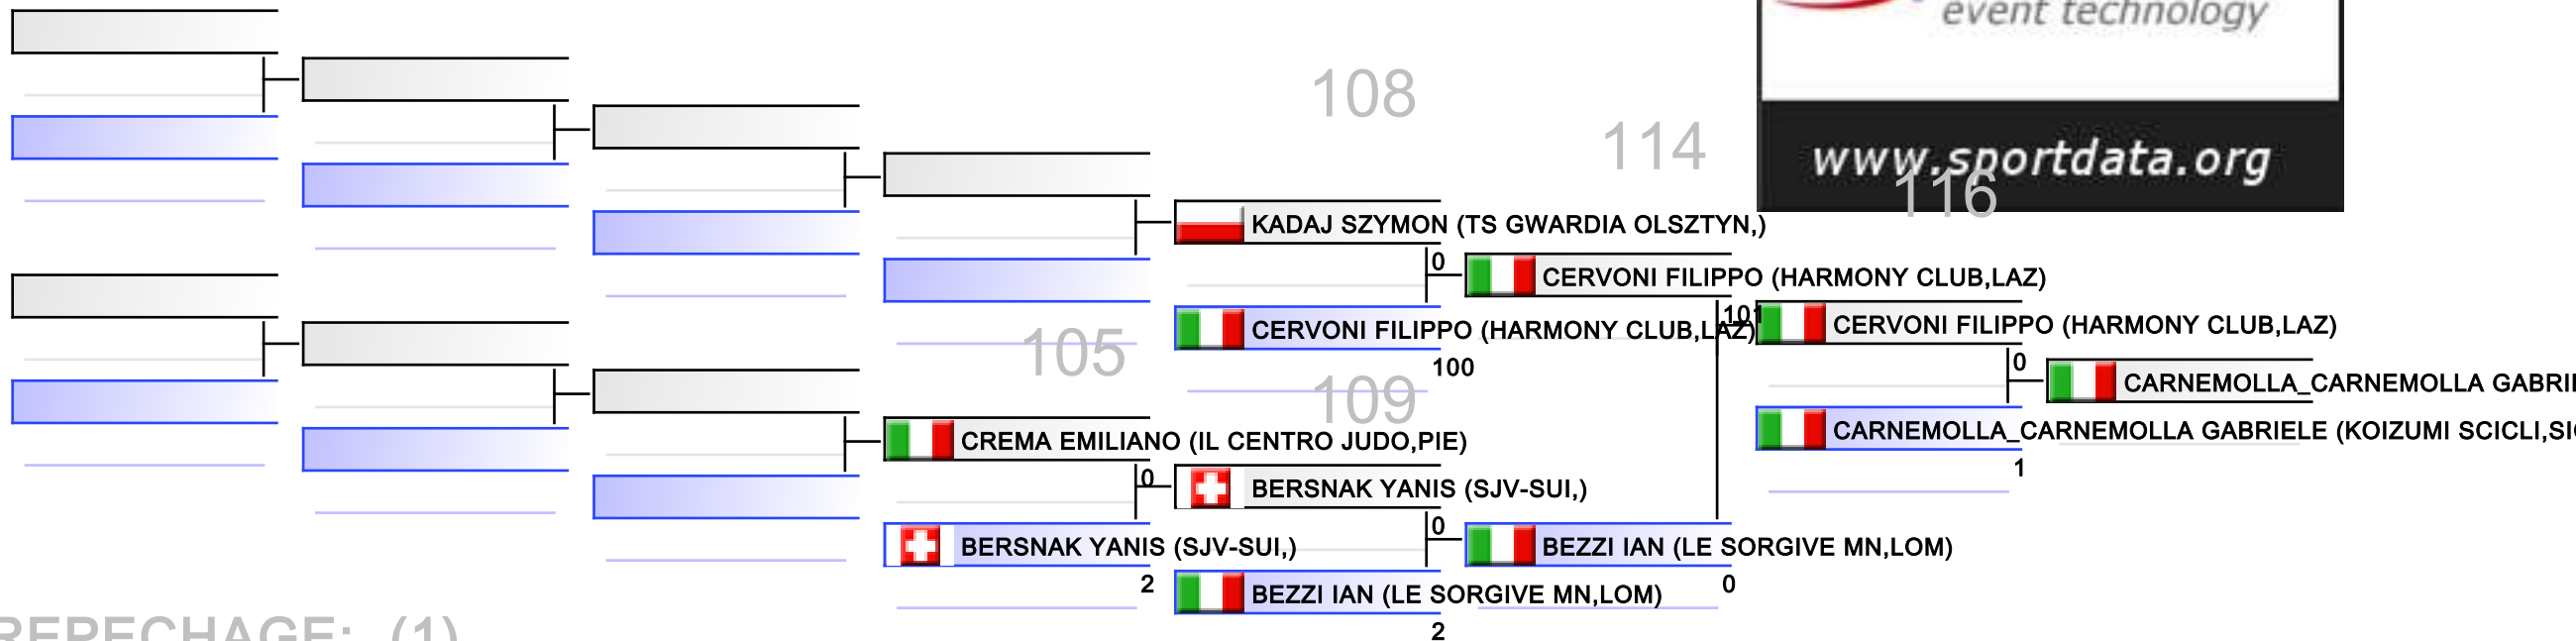 event technology
www.sportdata.org
108
114
116
KADAJ SZYMON (TS GWARDIA OLSZTYN,)
0
CERVONI FILIPPO (HARMONY CLUB,LAZ)
CERVONI FILIPPO (HARMONY CLUB,LAZ)
101
CERVONI FILIPPO (HARMONY CLUB,LAZ)
105
100
0
CARNEMOLLA_CARNEMOLLA
109
CREMA EMILIANO (IL CENTRO JUDO,PIE)
CARNEMOLLA_CARNEMOLLA GABRIELE (KOIZUMI SCICLI,
1
0
BERSNAK YANIS (SJV-SUI,)
0
BERSNAK YANIS (SJV-SUI,)
BEZZI IAN (LE SORGIVE MN,LOM)
2
0
BEZZI IAN (LE SORGIVE MN,LOM)
2
REPECHAGE: (1)